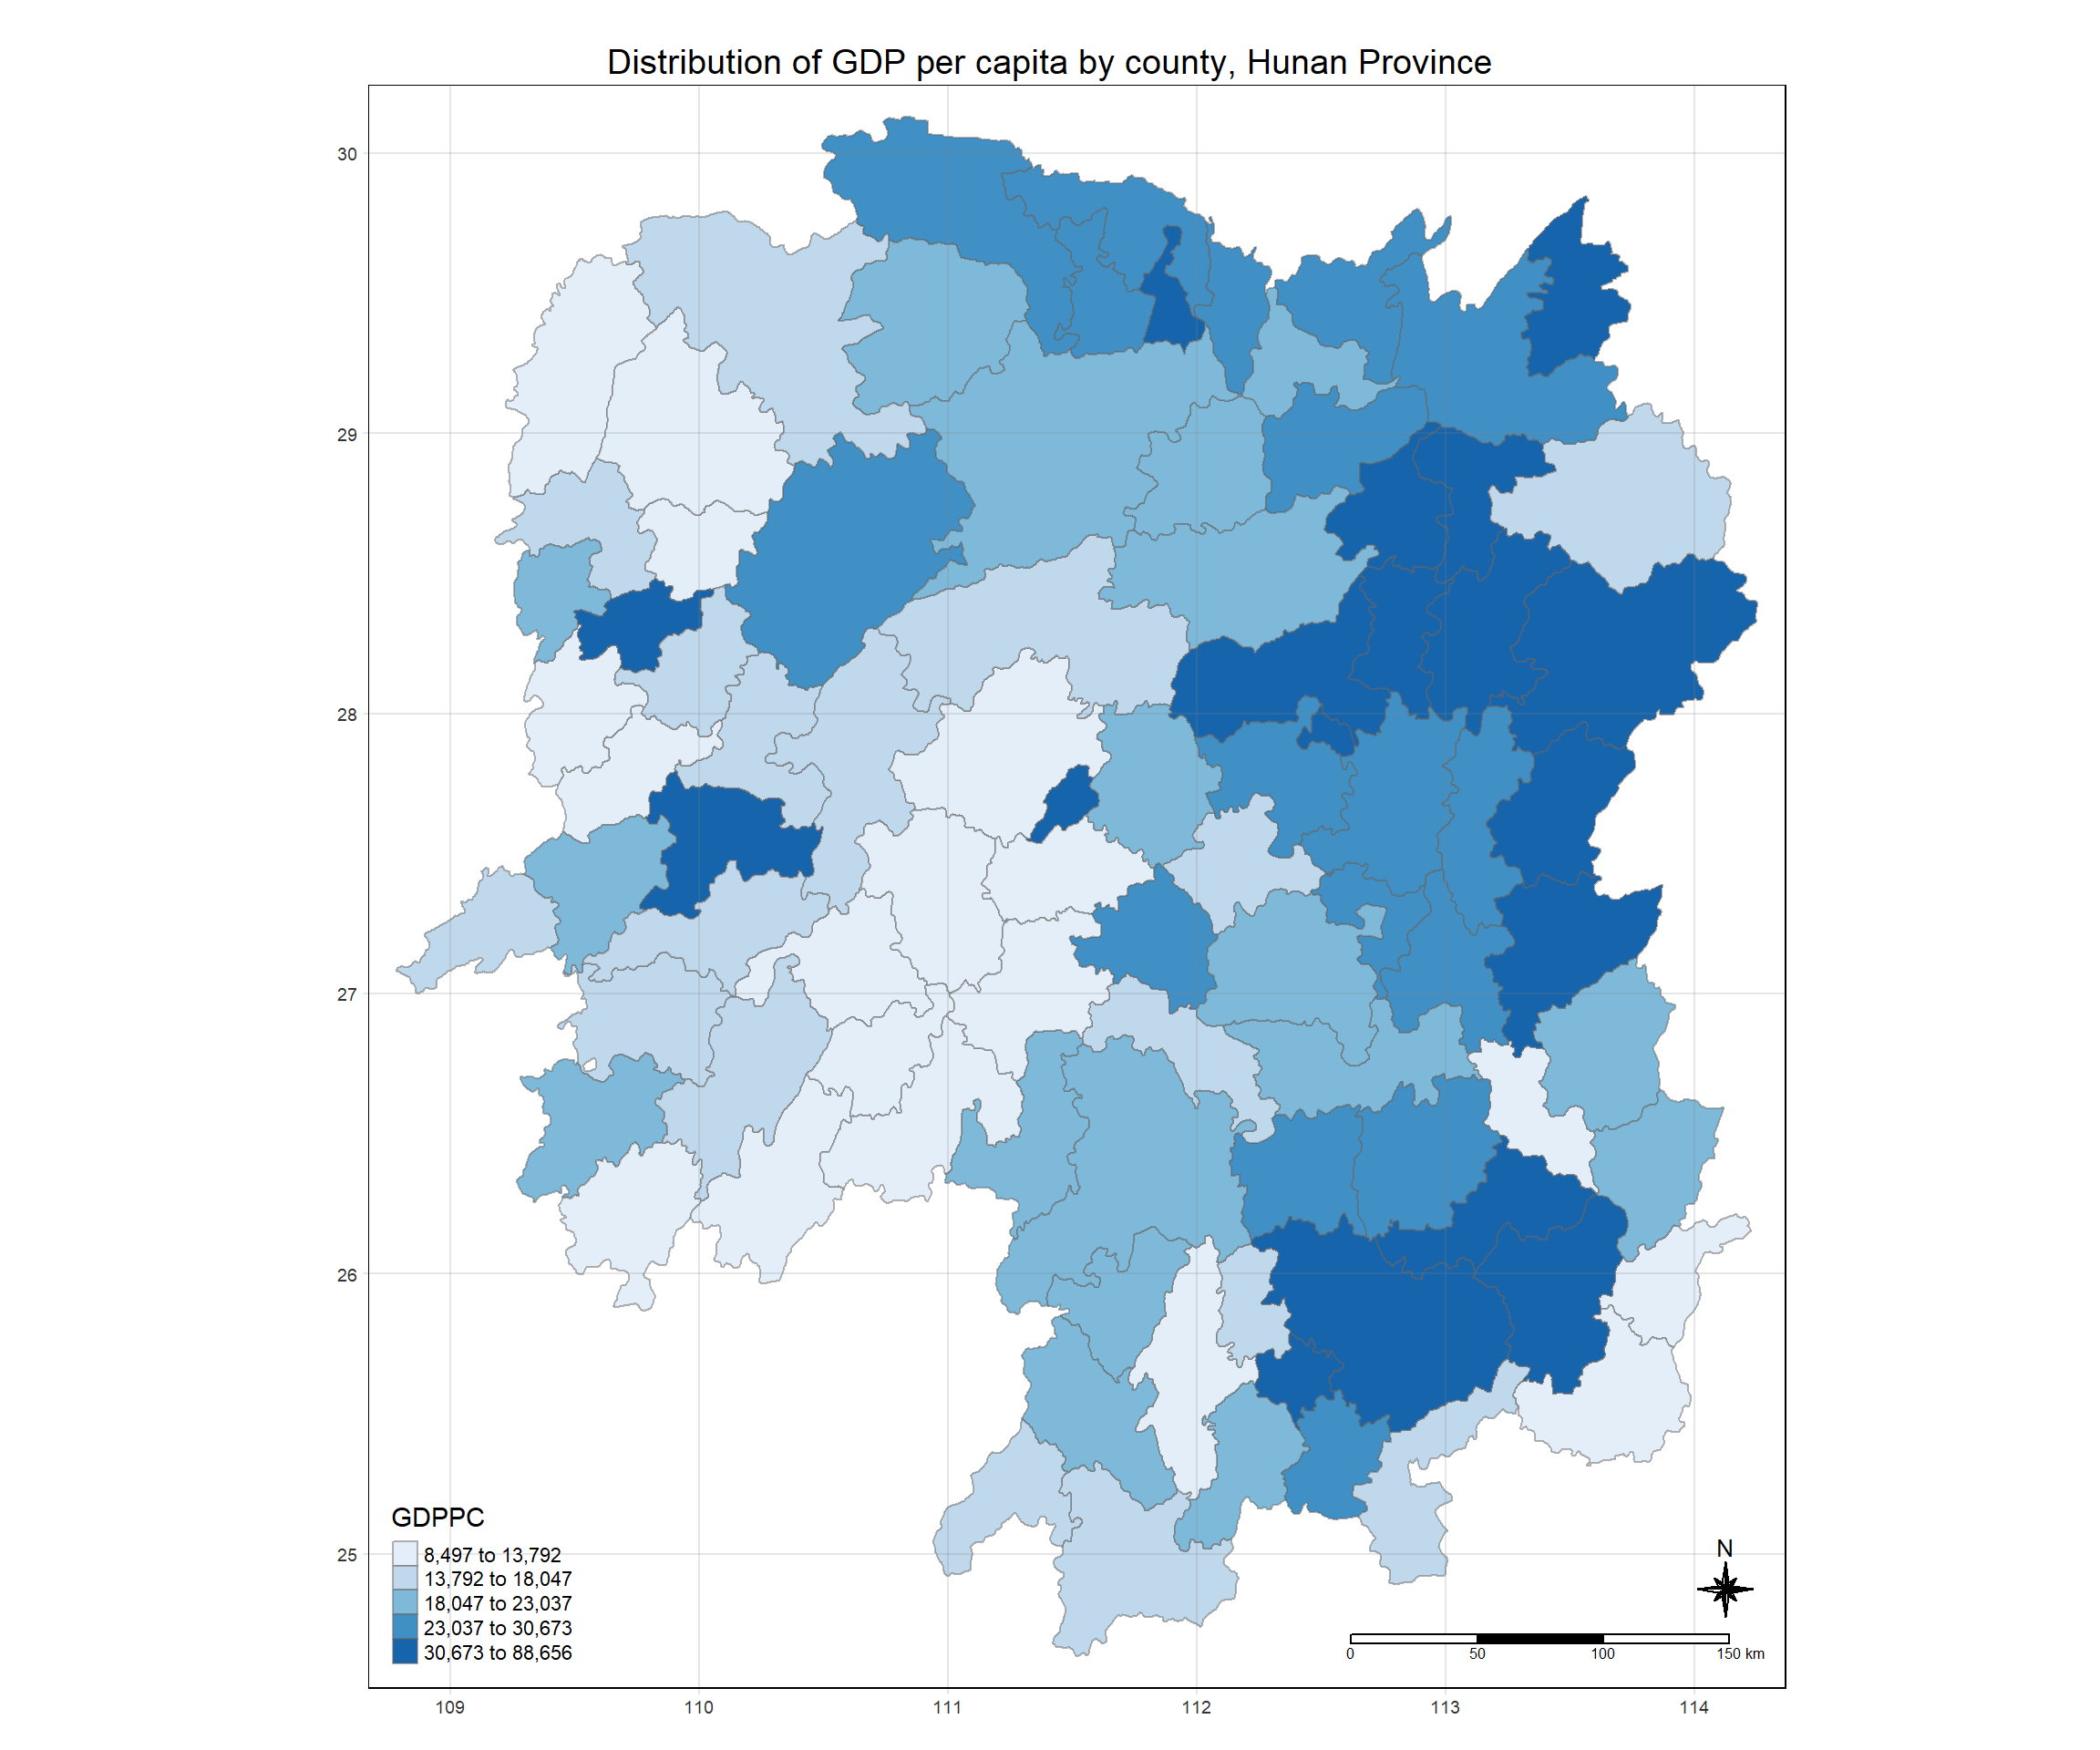 Distribution of GDP per capita by county, Hunan Province
30
29
28
27
26
25
GDPPC
8,497 to 13,792
13,792 to 18,047
18,047 to 23,037
23,037 to 30,673
30,673 to 88,656
N
0 50 100 150 km
109 110 111 112 113 114